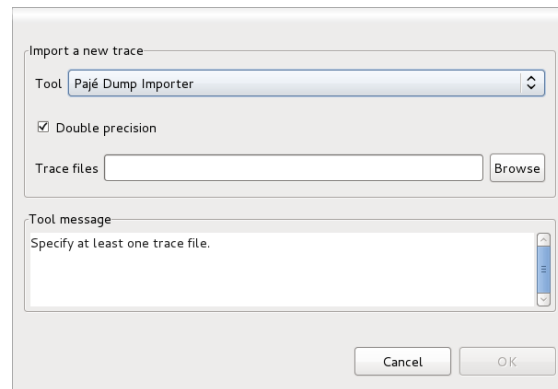 Import a new trace
Tool Pajé Dump Importer
Double precision
Trace files Browse
Tool message
Specify at least one trace file.
Cancel OK